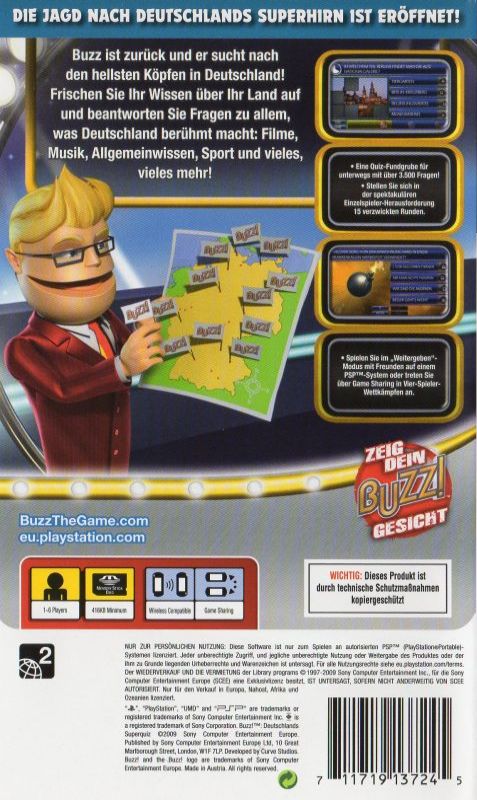 DIE JAGD NACH DEUTSCHLANDS SUPERHIRN IST ERÖFFNET!
Buzz ist zurück und er sucht nach
den hellsten Köpfen in Deutschland!
Frischen Sie Ihr Wissen über Ihr Land auf
und beantworten Sie Fragen zu allem,
was Deutschland berühmt macht: Filme,
Musik, Allgemeinwissen, Sport und vieles,
vieles mehr!
• Eine Quiz-Fundgrube für
unterwegs mit über 3.500 Fragen!
• Stellen Sie sich in
der spektakulären
Einzelspieler-Herausforderung
15 verzwickten Runden.
• Spielen Sie im „Weitergeben"-
Modus mit Freunden auf einem
PSP™-System oder treten Sie
über Game Sharing in Vier-Spieler-
Wettkämpfen an.
BUZZ!
BUZZ!
BUZZ!
BUZZ!
BUZZ!
BUZZ!
BUZZ!
BUZZ!
BUZZ!
BUZZ!
BUZZ!
ZEIG
DEIN
BUZZ!
GESICHT
BuzzTheGame.com
eu.playstation.com
1-6 Players
MEMORY STICK
DUO
416KB Minimum
Wireless Compatible
Game Sharing
WICHTIG: Dieses Produkt ist
durch technische Schutzmaßnahmen
kopiergeschützt
2
NUR ZUR PERSÖNLICHEN NUTZUNG: Diese Software ist nur zum Spielen an autorisierten PSP™ (PlayStation®Portable)-
Systemen lizenziert. Jeder unberechtigte Zugriff, und jegliche unberechtigte Nutzung oder Weitergabe des Produktes oder der
ihm zu Grunde liegenden Urheberrechte und Warenzeichen ist untersagt. Für alle Nutzungsrechte siehe eu.playstation.com/terms.
Der WIEDERVERKAUF UND DIE VERMIETUNG der Library programs © 1997-2009 Sony Computer Entertainment Inc., für die Sony
Computer Entertainment Europe (SCEE) eine Exklusivlizenz besitzt, IST UNTERSAGT, SOFERN NICHT ANDERWEITIG VON SCEE
AUTORISIERT. Nur für den Verkauf in Europa, Nahost, Afrika und
Ozeanien lizenziert.
"PlayStation", "UMD" and "PSP" are trademarks or
registered trademarks of Sony Computer Entertainment Inc. is
a registered trademark of Sony Corporation. Buzz!™: Deutschlands
Superquiz ©2009 Sony Computer Entertainment Europe.
Published by Sony Computer Entertainment Europe Ltd, 10 Great
Marlborough Street, London, W1F 7LP. Developed by Curve Studios.
Buzz! and the Buzz! logo are trademarks of Sony Computer
Entertainment Europe. Made in Austria. All rights reserved.
7 11719 13724 5